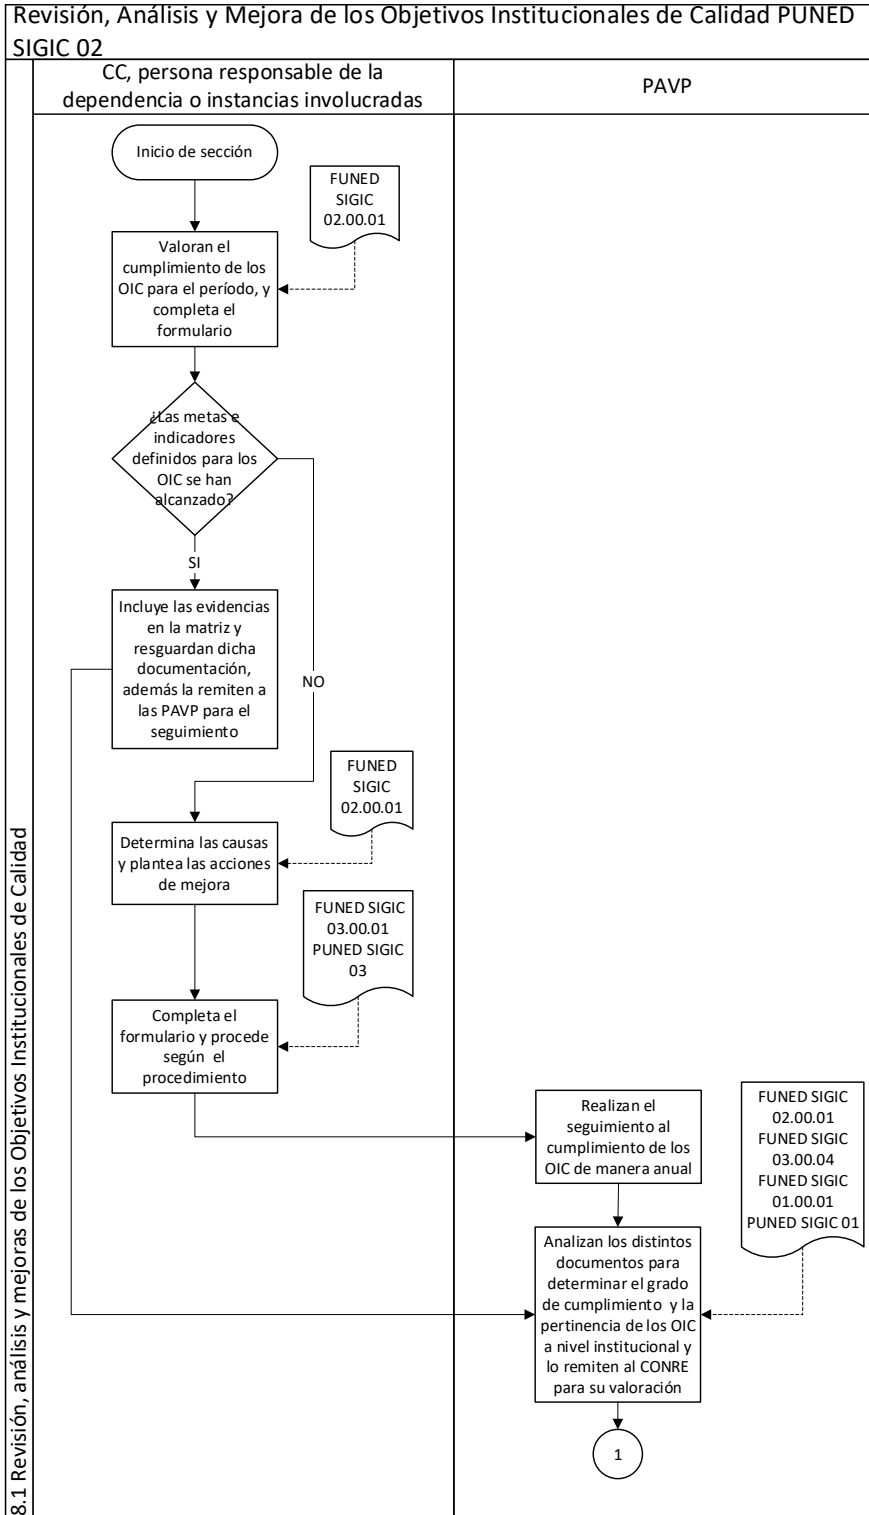 Revisión, Análisis y Mejora de los Objetivos Institucionales de Calidad PUNED
SIGIC 02
CC, persona responsable de la
dependencia o instancias involucradas
PAVP
8.1 Revisión, análisis y mejoras de los Objetivos Institucionales de Calidad
Inicio de sección
FUNED
SIGIC
02.00.01
Valoran el
cumplimiento de los
OIC para el período, y
completa el
formulario
¿Las metas e
indicadores
definidos para los
OIC se han
alcanzado?
SI
NO
Incluye las evidencias
en la matriz y
resguardan dicha
documentación,
además la remiten a
las PAVP para el
seguimiento
FUNED
SIGIC
02.00.01
Determina las causas
y plantea las acciones
de mejora
FUNED SIGIC
03.00.01
PUNED SIGIC
03
Completa el
formulario y procede
según  el
procedimiento
Realizan el
seguimiento al
cumplimiento de los
OIC de manera anual
FUNED SIGIC
02.00.01
FUNED SIGIC
03.00.04
FUNED SIGIC
01.00.01
PUNED SIGIC 01
Analizan los distintos
documentos para
determinar el grado
de cumplimiento  y la
pertinencia de los OIC
a nivel institucional y
lo remiten al CONRE
para su valoración
1